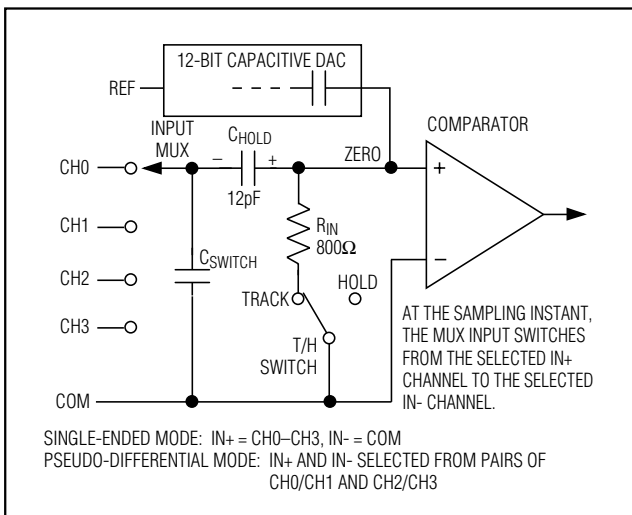 12-BIT CAPACITIVE DAC
REF
INPUT
MUX
CHOLD
COMPARATOR
– +
ZERO
+
CH0
12pF
RIN
800Ω
CH1
CSWITCH
–
HOLD
CH2
TRACK
AT THE SAMPLING INSTANT,
THE MUX INPUT SWITCHES
FROM THE SELECTED IN+
CHANNEL TO THE SELECTED
IN- CHANNEL.
CH3
T/H
SWITCH
COM
SINGLE-ENDED MODE: IN+ = CH0–CH3, IN- = COM
PSEUDO-DIFFERENTIAL MODE: IN+ AND IN- SELECTED FROM PAIRS OF
CH0/CH1 AND CH2/CH3